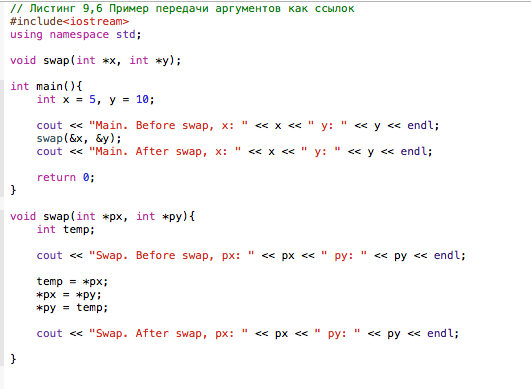 // Листинг 9,6 Пример передачи аргументов как ссылок
#include<iostream>
using namespace std;

void swap(int *x, int *y);

int main(){
    int x = 5, y = 10;

    cout << "Main. Before swap, x: " << x << " y: " << y << endl;
    swap(&x, &y);
    cout << "Main. After swap, x: " << x << " y: " << y << endl;

    return 0;
}

void swap(int *px, int *py){
    int temp;

    cout << "Swap. Before swap, px: " << px << " py: " << py << endl;

    temp = *px;
    *px = *py;
    *py = temp;

    cout << "Swap. After swap, px: " << px << " py: " << py << endl;

}